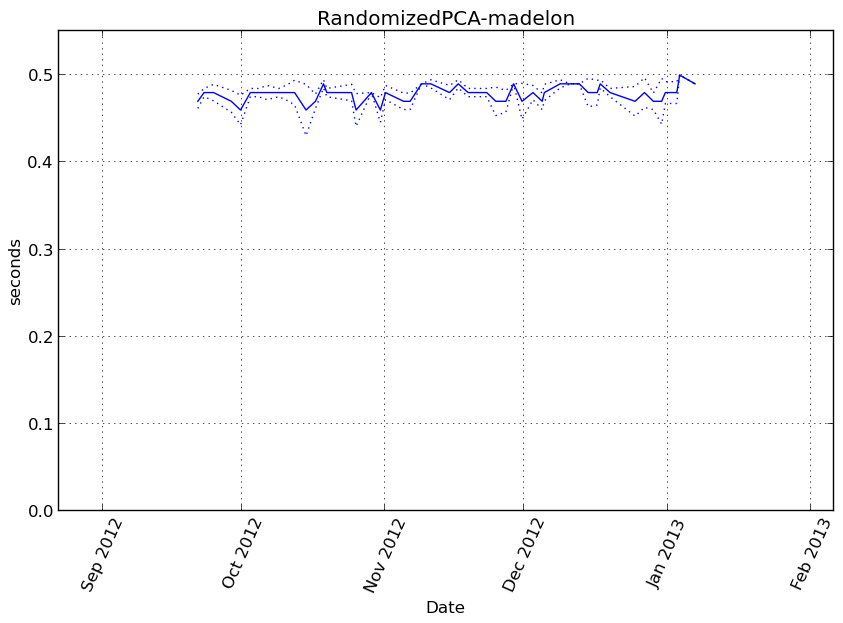 RandomizedPCA-madelon
0.5
0.4
0.3
0.2
0.1
0.0
seconds
Sep 2012
Oct 2012
Nov 2012
Dec 2012
Jan 2013
Feb 2013
Date